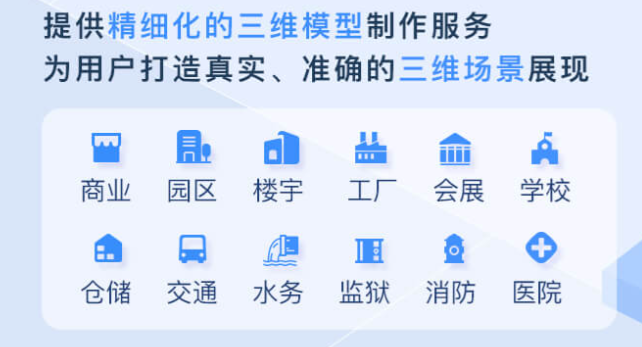 提供精细化的三维模型制作服务
为用户打造真实、准确的三维场景展现
商业 园区 楼宇 工厂 会展 学校
仓储 交通 水务 监狱 消防 医院